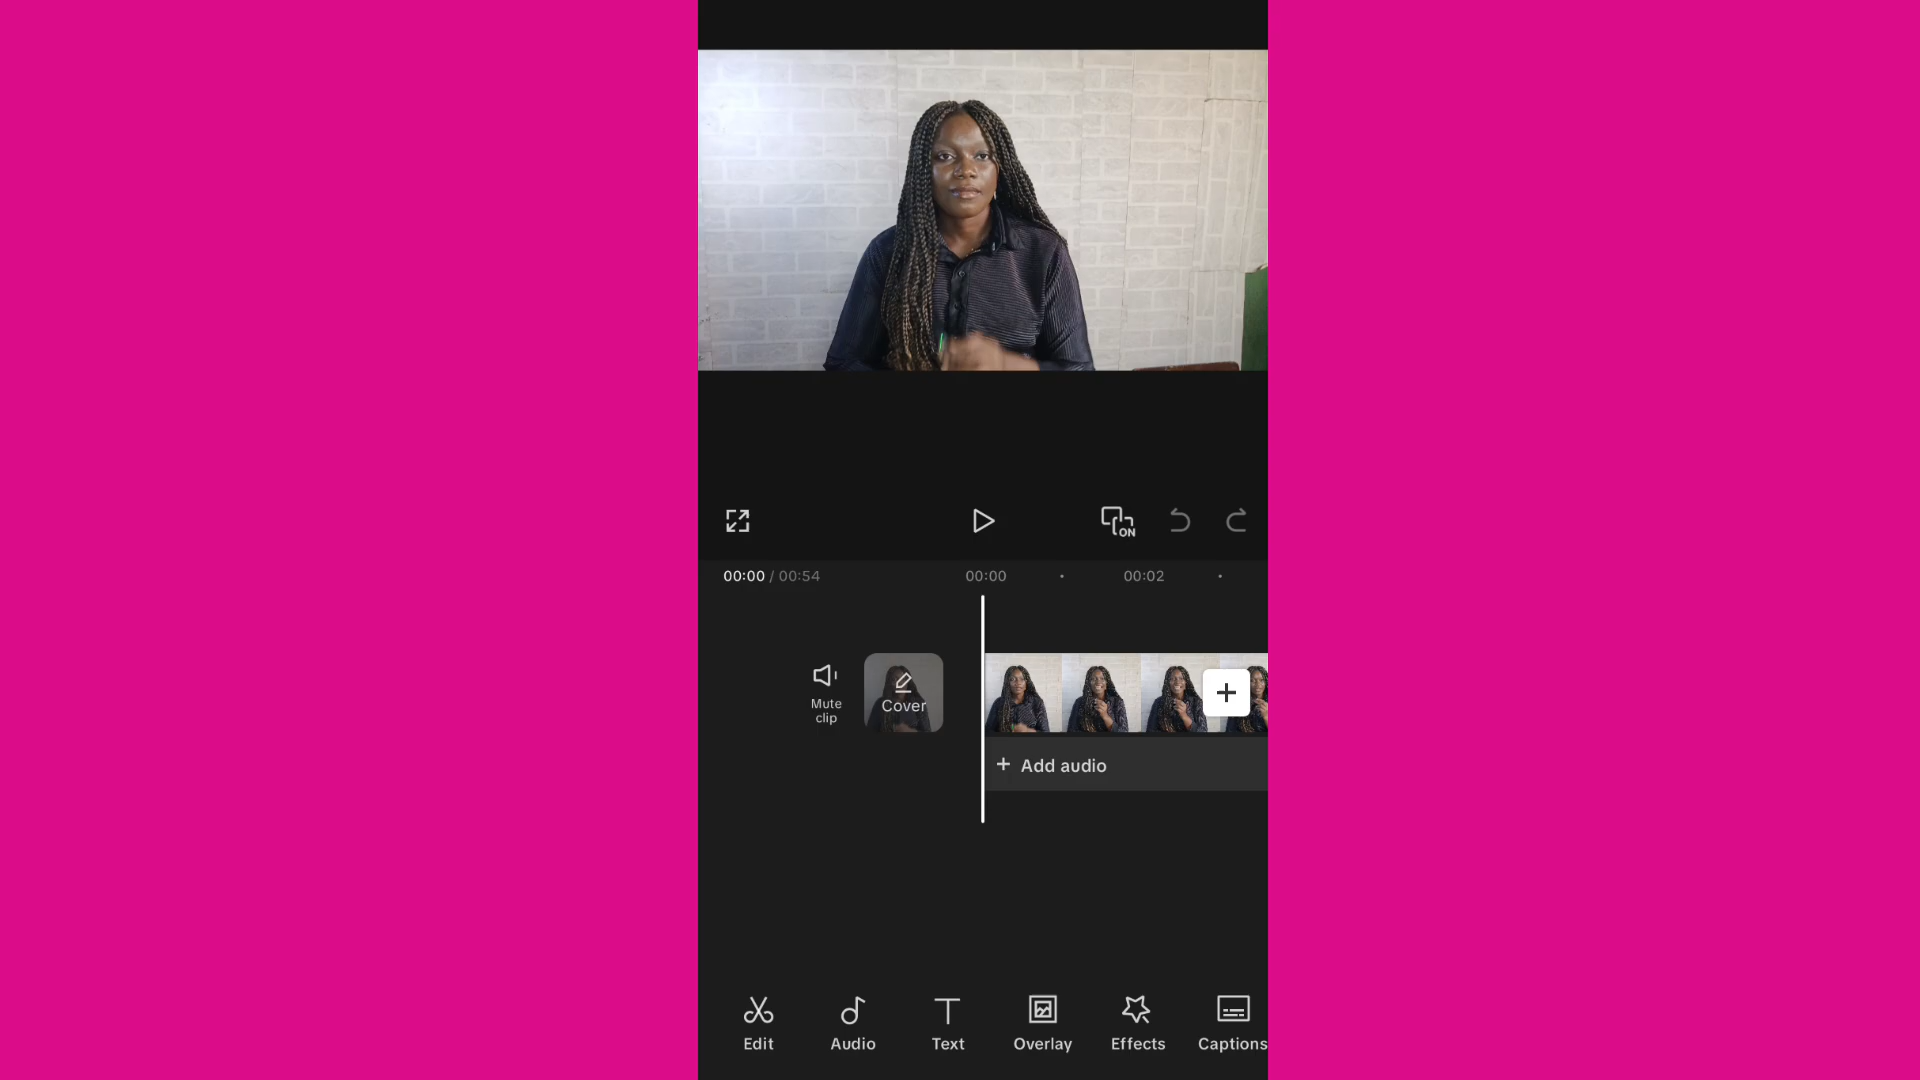 ON
00:00 / 00:54
00:00
00:02
Mute
clip
Cover
+ Add audio
Edit
Audio
Text
Overlay
Effects
Captions